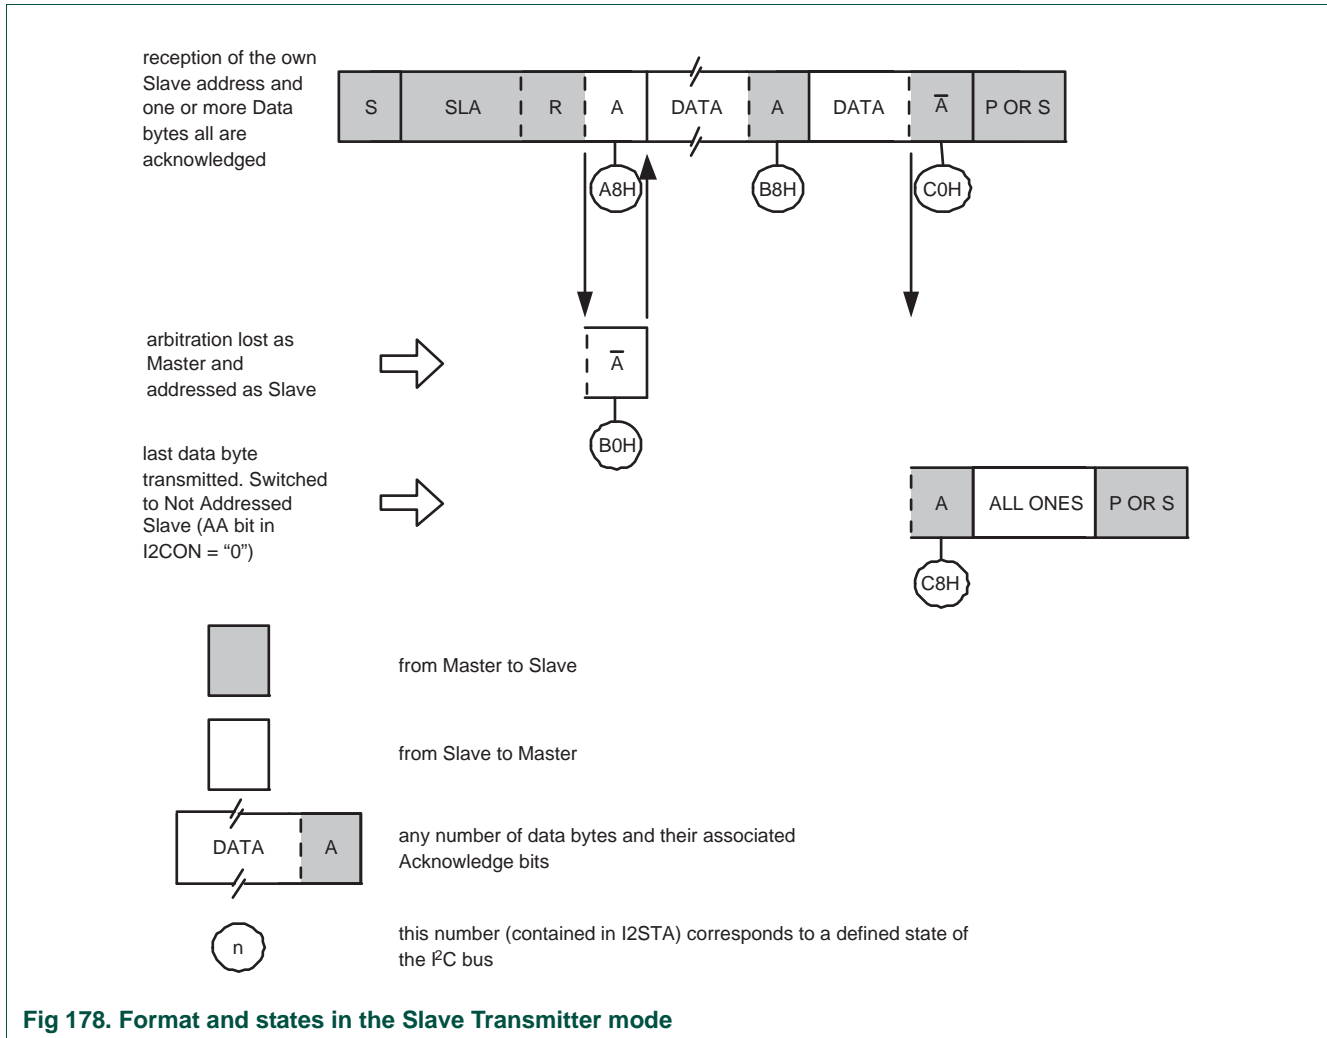 reception of the own
Slave address and
one or more Data
bytes all are
acknowledged
S SLA R A DATA A DATA A̅ P OR S
A8H B8H C0H
arbitration lost as
Master and
addressed as Slave
A̅
B0H
last data byte
transmitted. Switched
to Not Addressed
Slave (AA bit in
I2CON = “0”)
A ALL ONES P OR S
C8H
from Master to Slave
from Slave to Master
DATA A
any number of data bytes and their associated
Acknowledge bits
n
this number (contained in I2STA) corresponds to a defined state of
the I²C bus
Fig 178. Format and states in the Slave Transmitter mode